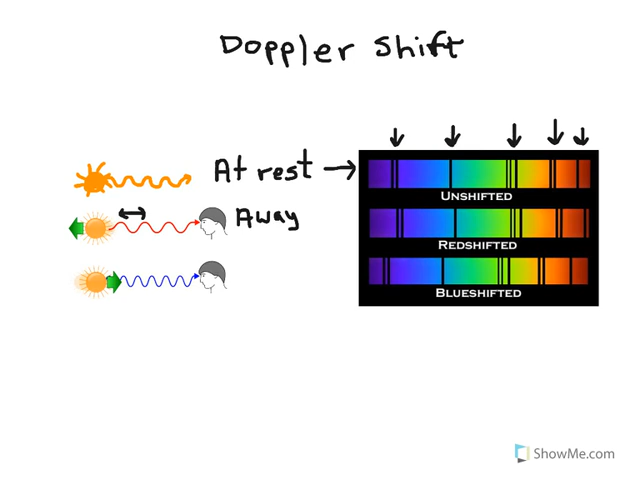 Doppler Shift
At rest
Away
UNSHIFTED
REDSHIFTED
BLUESHIFTED
ShowMe.com